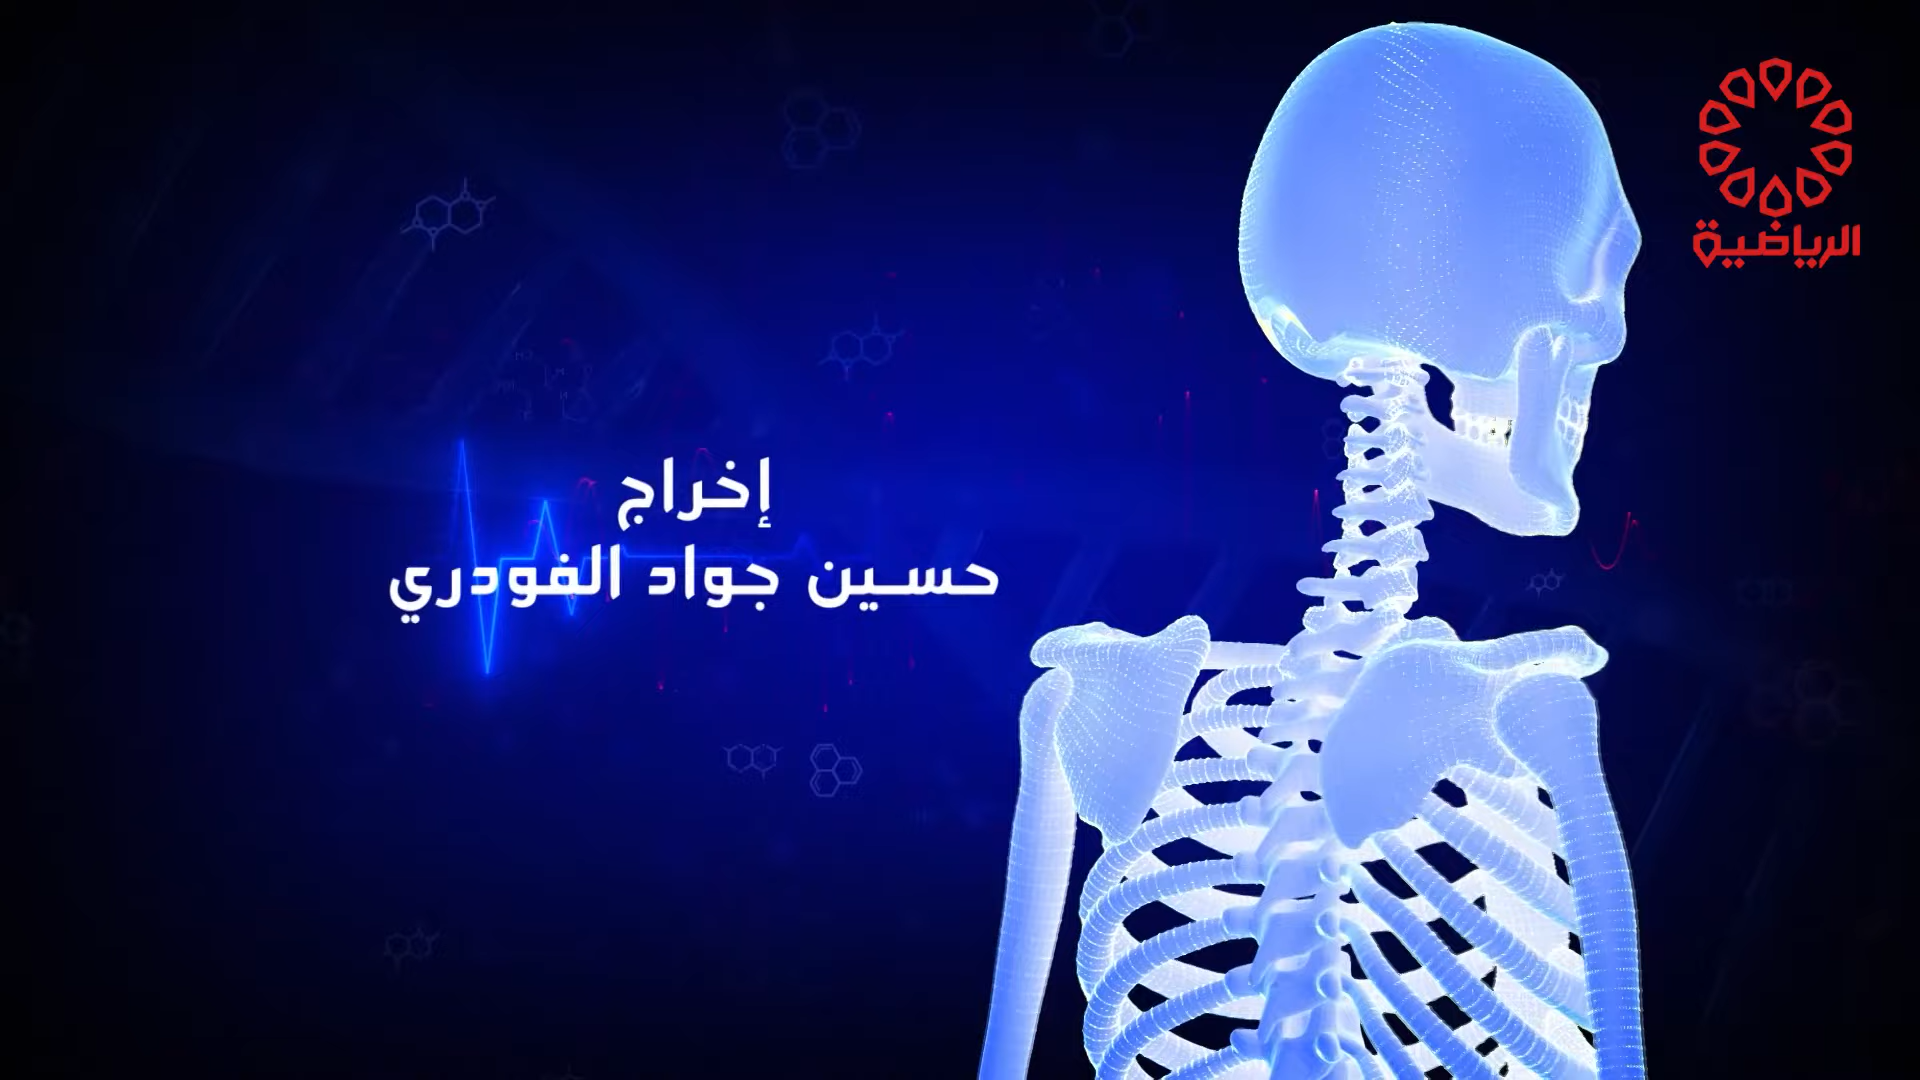 الرياضية
إخراج
حسين جواد الفودري